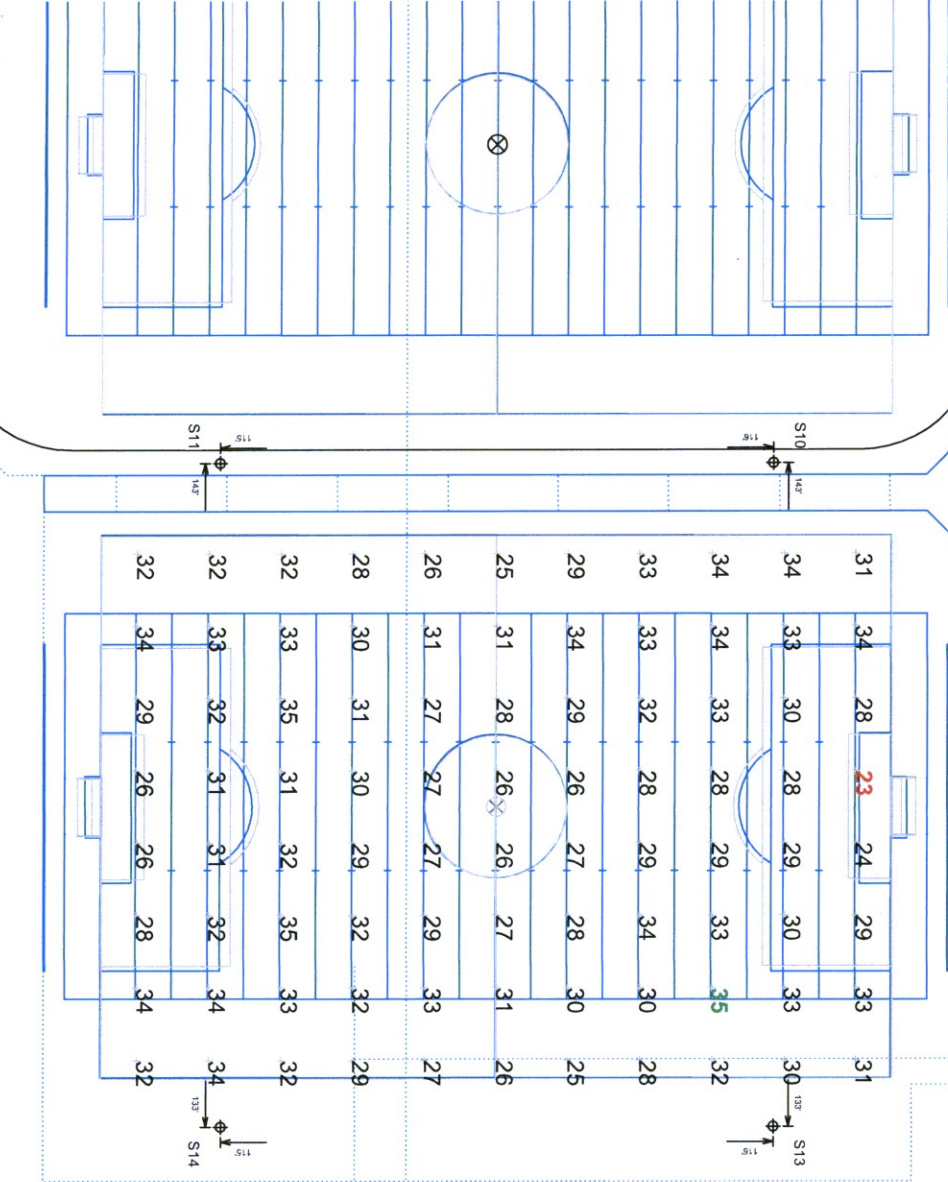 31 34 28 23 24 29 33 31
S10 S13
143' 34 33 30 28 29 30 33 30 133'
116' 116'
34 34 33 28 29 33 35 32
33 33 32 28 29 34 30 28
29 34 29 26 27 28 30 25
25 31 28 26 26 27 31 26
26 31 27 27 27 29 33 27
28 30 31 30 29 32 32 29
32 33 35 31 32 35 33 32
115' 115'
32 33 32 31 31 32 34 34
143' 133'
S11 S14
32 34 29 26 26 28 34 32